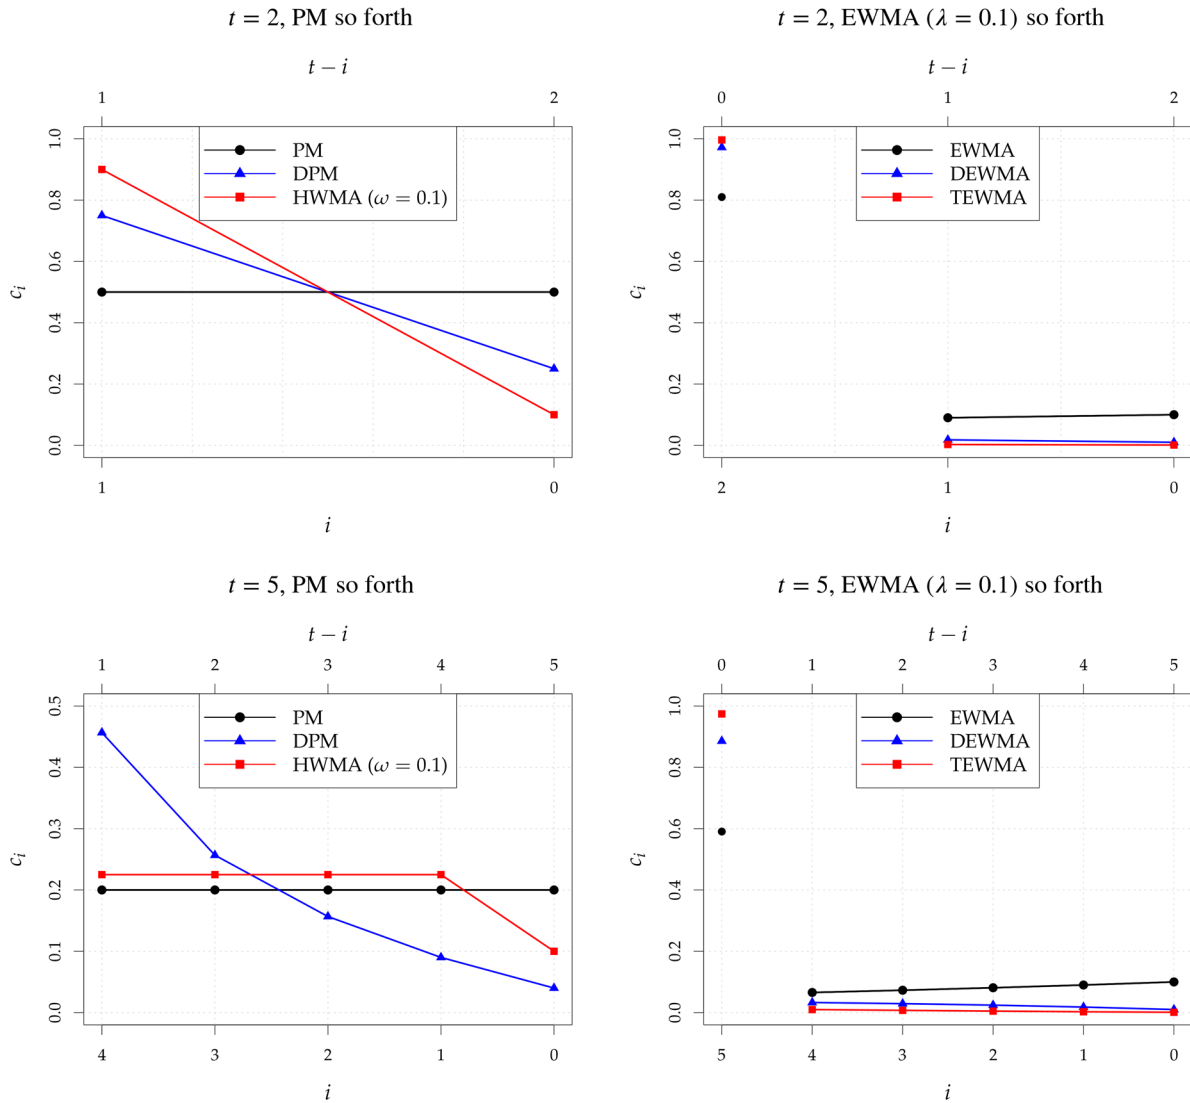 t = 2, PM so forth
t − i
1 2
1.0
0.8
0.6
0.4
0.2
0.0
c_i
PM
DPM
HWMA (ω = 0.1)
1 0
i
t = 2, EWMA (λ = 0.1) so forth
t − i
0 1 2
1.0
0.8
0.6
0.4
0.2
0.0
c_i
EWMA
DEWMA
TEWMA
2 1 0
i
t = 5, PM so forth
t − i
1 2 3 4 5
0.5
0.4
0.3
0.2
0.1
0.0
c_i
PM
DPM
HWMA (ω = 0.1)
4 3 2 1 0
i
t = 5, EWMA (λ = 0.1) so forth
t − i
0 1 2 3 4 5
1.0
0.8
0.6
0.4
0.2
0.0
c_i
EWMA
DEWMA
TEWMA
5 4 3 2 1 0
i